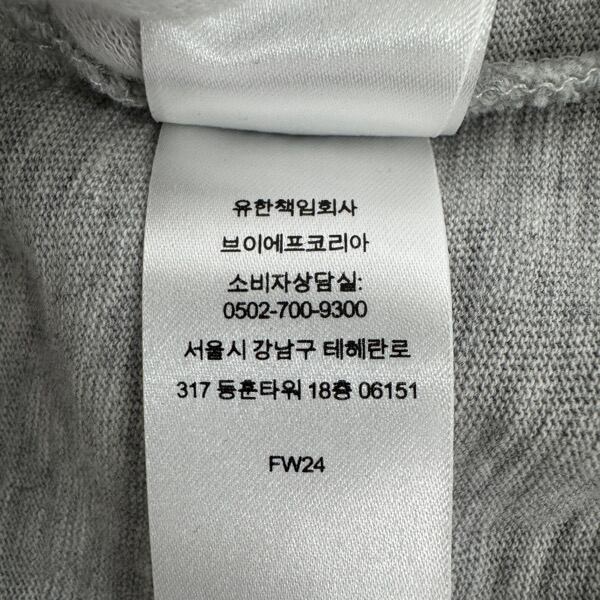 유한책임회사
브이에프코리아
소비자상담실:
0502-700-9300
서울시 강남구 테헤란로
317 동훈타워 18층 06151
FW24